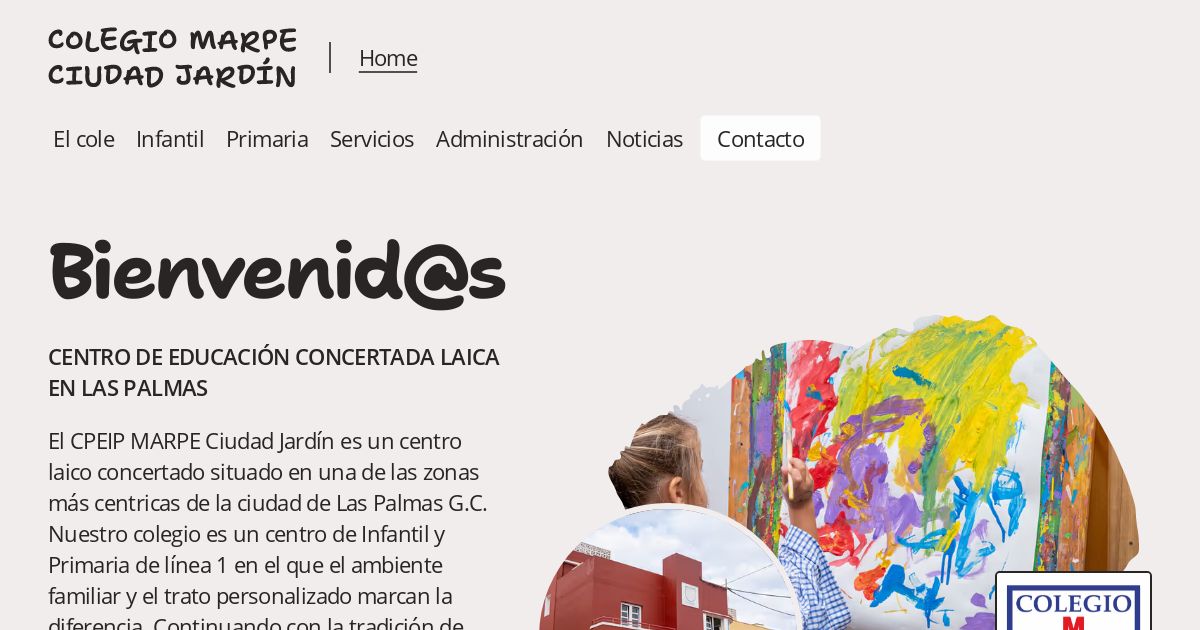 COLEGIO MARPE
CIUDAD JARDÍN
Home
El cole Infantil Primaria Servicios Administración Noticias Contacto
Bienvenid@s
CENTRO DE EDUCACIÓN CONCERTADA LAICA
EN LAS PALMAS
El CPEIP MARPE Ciudad Jardín es un centro
laico concertado situado en una de las zonas
más centricas de la ciudad de Las Palmas G.C.
Nuestro colegio es un centro de Infantil y
Primaria de línea 1 en el que el ambiente
familiar y el trato personalizado marcan la
diferencia. Continuando con la tradición de
COLEGIO
M